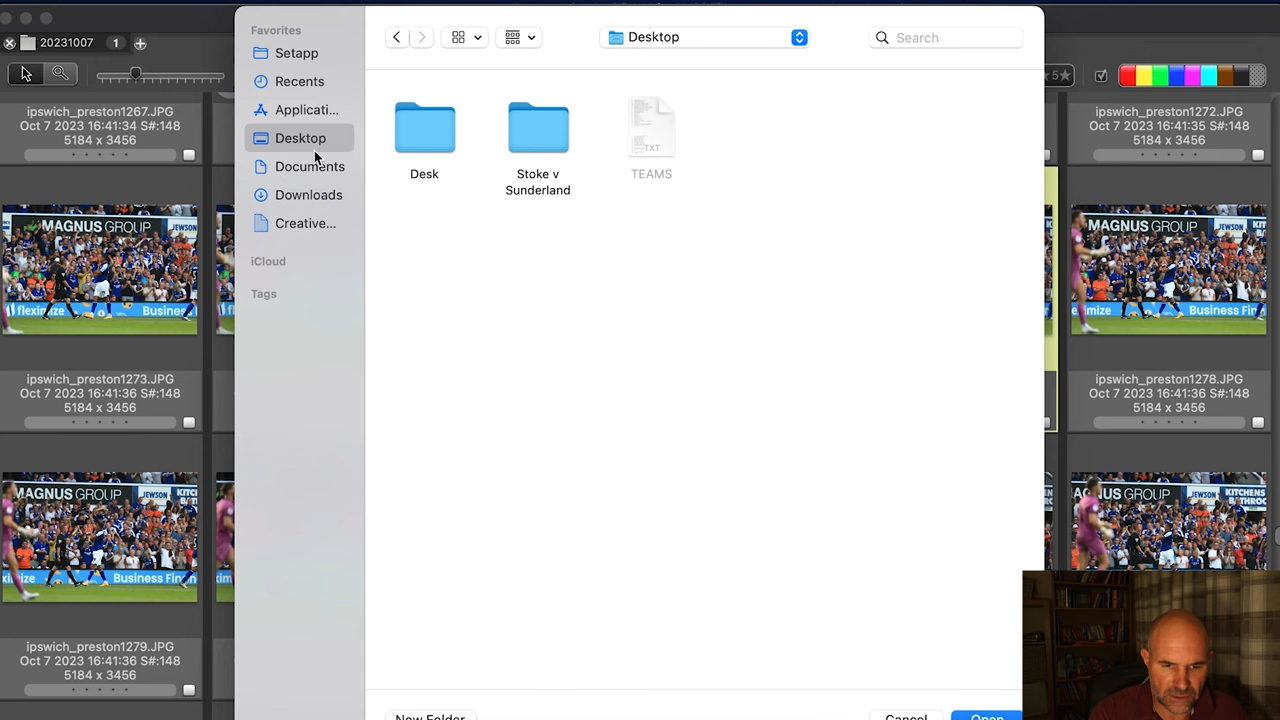 Favorites
20231007
1
Setapp
Recents
Applicati...
Desktop
Documents
Downloads
Creative...
iCloud
Tags
Desktop
Search
5★
Desk
Stoke v
Sunderland
TXT
TEAMS
New Folder
Cancel
Open
ipswich_preston1267.JPG
Oct 7 2023 16:41:34 S#:148
5184 x 3456
ipswich_preston1272.JPG
Oct 7 2023 16:41:35 S#:148
5184 x 3456
MAGNUS GROUP
JEWSON
fleximize
Business
MAGNUS GROUP
JEWSON
Business Fin
ipswich_preston1273.JPG
Oct 7 2023 16:41:36 S#:148
5184 x 3456
ipswich_preston1278.JPG
Oct 7 2023 16:41:36 S#:148
5184 x 3456
MAGNUS GROUP
JEWSON
Business Finan
AGNUS GROUP
JEWSON
KITCHENS
ipswich_preston1279.JPG
Oct 7 2023 16:41:36 S#:148
5184 x 3456